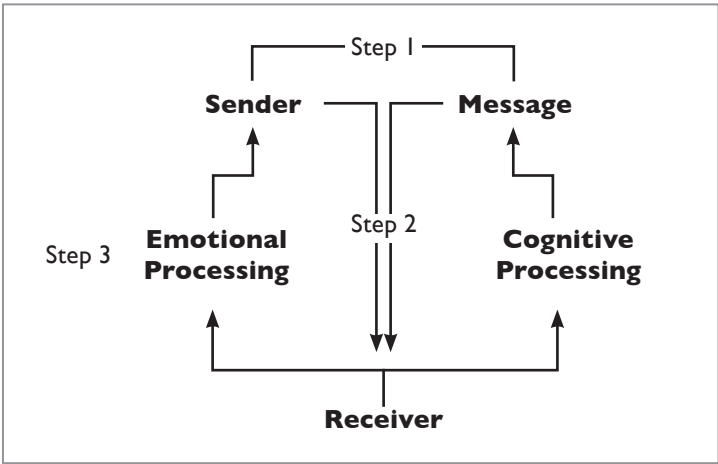 Step 1
Sender
Message
Step 2
Step 3
Emotional
Processing
Cognitive
Processing
Receiver